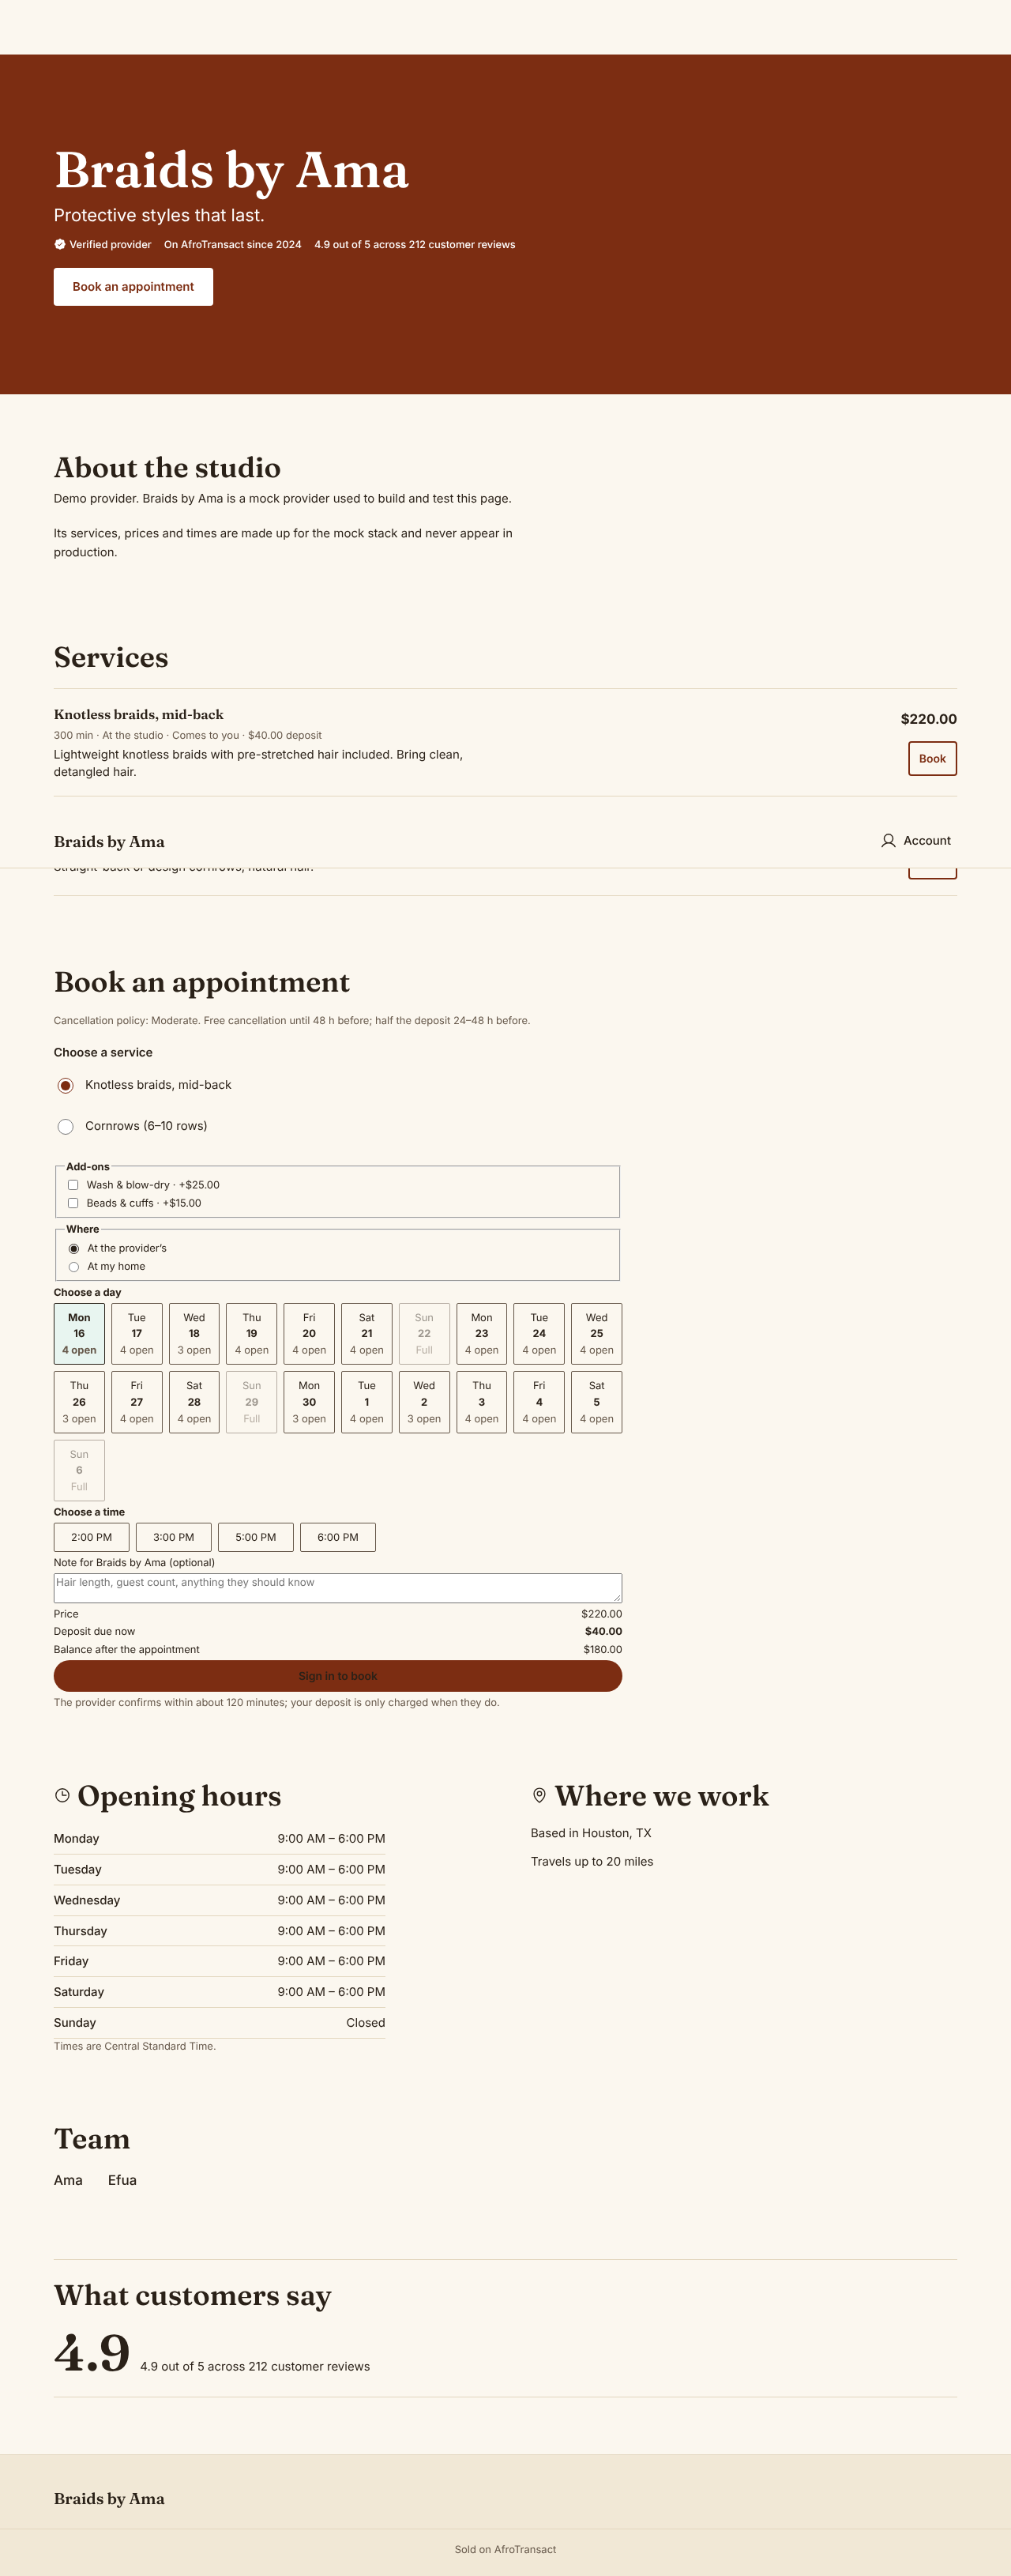 Braids by Ama
Protective styles that last.
Verified provider On AfroTransact since 2024 4.9 out of 5 across 212 customer reviews
Book an appointment
About the studio
Demo provider. Braids by Ama is a mock provider used to build and test this page.
Its services, prices and times are made up for the mock stack and never appear in
production.
Services
Knotless braids, mid-back
$220.00
300 min · At the studio · Comes to you · $40.00 deposit
Lightweight knotless braids with pre-stretched hair included. Bring clean,
detangled hair.
Book
Braids by Ama
Account
Straight-back or design cornrows, natural hair.
Book an appointment
Cancellation policy: Moderate. Free cancellation until 48 h before; half the deposit 24–48 h before.
Choose a service
Knotless braids, mid-back
Cornrows (6–10 rows)
Add-ons
Wash & blow-dry · +$25.00
Beads & cuffs · +$15.00
Where
At the provider’s
At my home
Choose a day
Mon Tue Wed Thu Fri Sat Sun Mon Tue Wed
16 17 18 19 20 21 22 23 24 25
4 open 4 open 3 open 4 open 4 open 4 open Full 4 open 4 open 4 open
Thu Fri Sat Sun Mon Tue Wed Thu Fri Sat
26 27 28 29 30 1 2 3 4 5
3 open 4 open 4 open Full 3 open 4 open 3 open 4 open 4 open 4 open
Sun
6
Full
Choose a time
2:00 PM 3:00 PM 5:00 PM 6:00 PM
Note for Braids by Ama (optional)
Hair length, guest count, anything they should know
Price $220.00
Deposit due now $40.00
Balance after the appointment $180.00
Sign in to book
The provider confirms within about 120 minutes; your deposit is only charged when they do.
Opening hours
Monday 9:00 AM – 6:00 PM
Tuesday 9:00 AM – 6:00 PM
Wednesday 9:00 AM – 6:00 PM
Thursday 9:00 AM – 6:00 PM
Friday 9:00 AM – 6:00 PM
Saturday 9:00 AM – 6:00 PM
Sunday Closed
Times are Central Standard Time.
Where we work
Based in Houston, TX
Travels up to 20 miles
Team
Ama Efua
What customers say
4.9 4.9 out of 5 across 212 customer reviews
Braids by Ama
Sold on AfroTransact